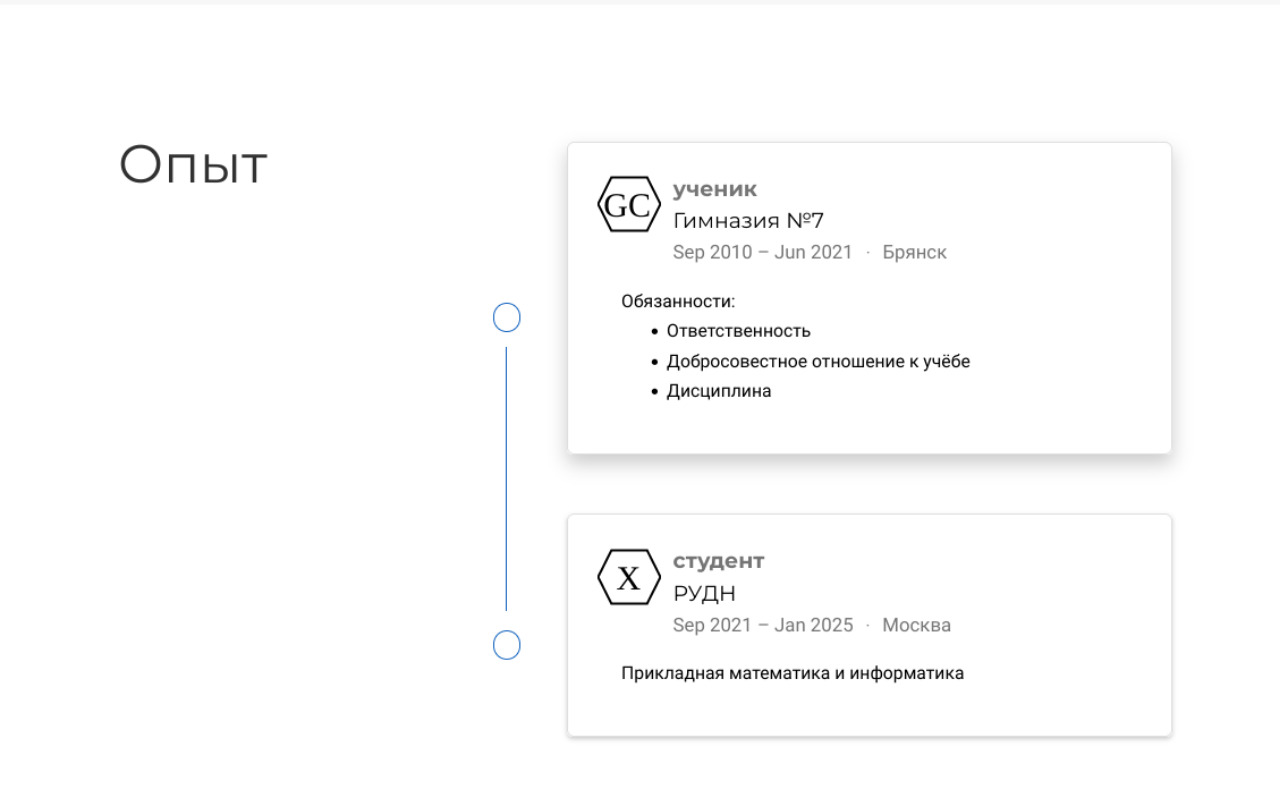 Опыт
GC
ученик
Гимназия №7
Sep 2010 – Jun 2021 · Брянск
Обязанности:
• Ответственность
• Добросовестное отношение к учёбе
• Дисциплина
X
студент
РУДН
Sep 2021 – Jan 2025 · Москва
Прикладная математика и информатика